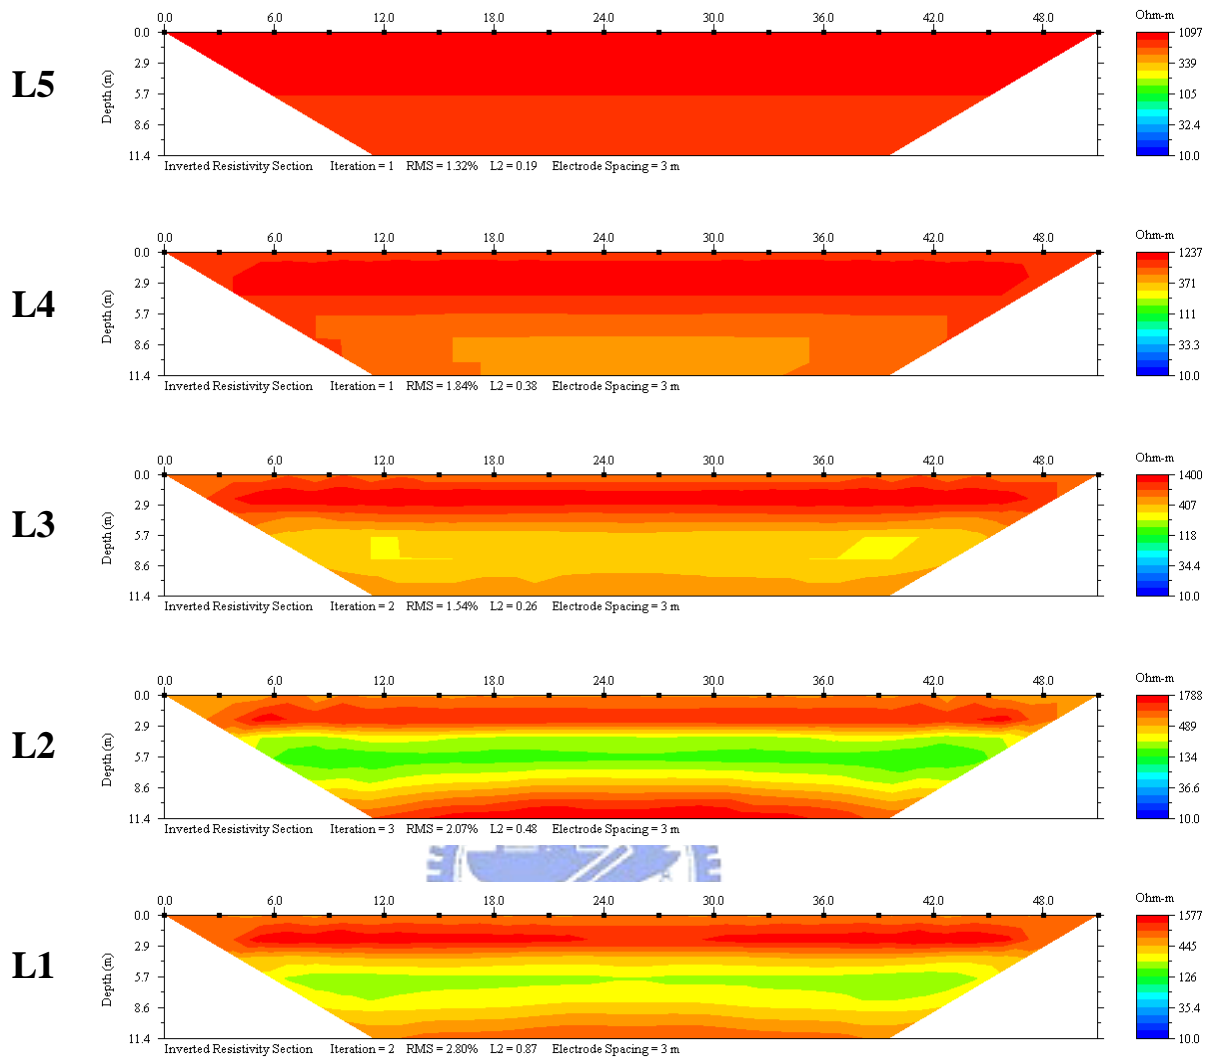 Ohm-m
0.0 6.0 12.0 18.0 24.0 30.0 36.0 42.0 48.0
L5
Depth (m)
0.0
2.9
5.7
8.6
11.4
1097
339
105
32.4
10.0
Inverted Resistivity Section Iteration = 1 RMS = 1.32% L2 = 0.19 Electrode Spacing = 3 m
Ohm-m
0.0 6.0 12.0 18.0 24.0 30.0 36.0 42.0 48.0
L4
Depth (m)
0.0
2.9
5.7
8.6
11.4
1237
371
111
33.3
10.0
Inverted Resistivity Section Iteration = 1 RMS = 1.84% L2 = 0.38 Electrode Spacing = 3 m
Ohm-m
0.0 6.0 12.0 18.0 24.0 30.0 36.0 42.0 48.0
L3
Depth (m)
0.0
2.9
5.7
8.6
11.4
1400
407
118
34.4
10.0
Inverted Resistivity Section Iteration = 2 RMS = 1.54% L2 = 0.26 Electrode Spacing = 3 m
Ohm-m
0.0 6.0 12.0 18.0 24.0 30.0 36.0 42.0 48.0
L2
Depth (m)
0.0
2.9
5.7
8.6
11.4
1788
489
134
36.6
10.0
Inverted Resistivity Section Iteration = 3 RMS = 2.07% L2 = 0.48 Electrode Spacing = 3 m
Ohm-m
0.0 6.0 12.0 18.0 24.0 30.0 36.0 42.0 48.0
L1
Depth (m)
0.0
2.9
5.7
8.6
11.4
1577
445
126
35.4
10.0
Inverted Resistivity Section Iteration = 2 RMS = 2.80% L2 = 0.87 Electrode Spacing = 3 m